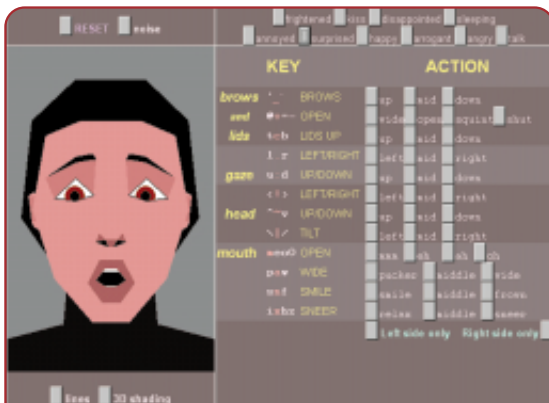 RESET noise
frightened kiss disappointed sleeping
annoyed surprised happy arrogant angry talk
KEY ACTION
brows BROWS up mid down
and OPEN wide open squint shut
lids LIDS UP up mid down
l r LEFT/RIGHT left mid right
gaze u d UP/DOWN up mid down
LEFT/RIGHT left mid right
head UP/DOWN up mid down
\ | / TILT left mid right
mouth OPEN oh
WIDE pucker middle wide
SMILE smile middle frown
SNEER relax middle sneer
Left side only Right side only
lines 3D shading